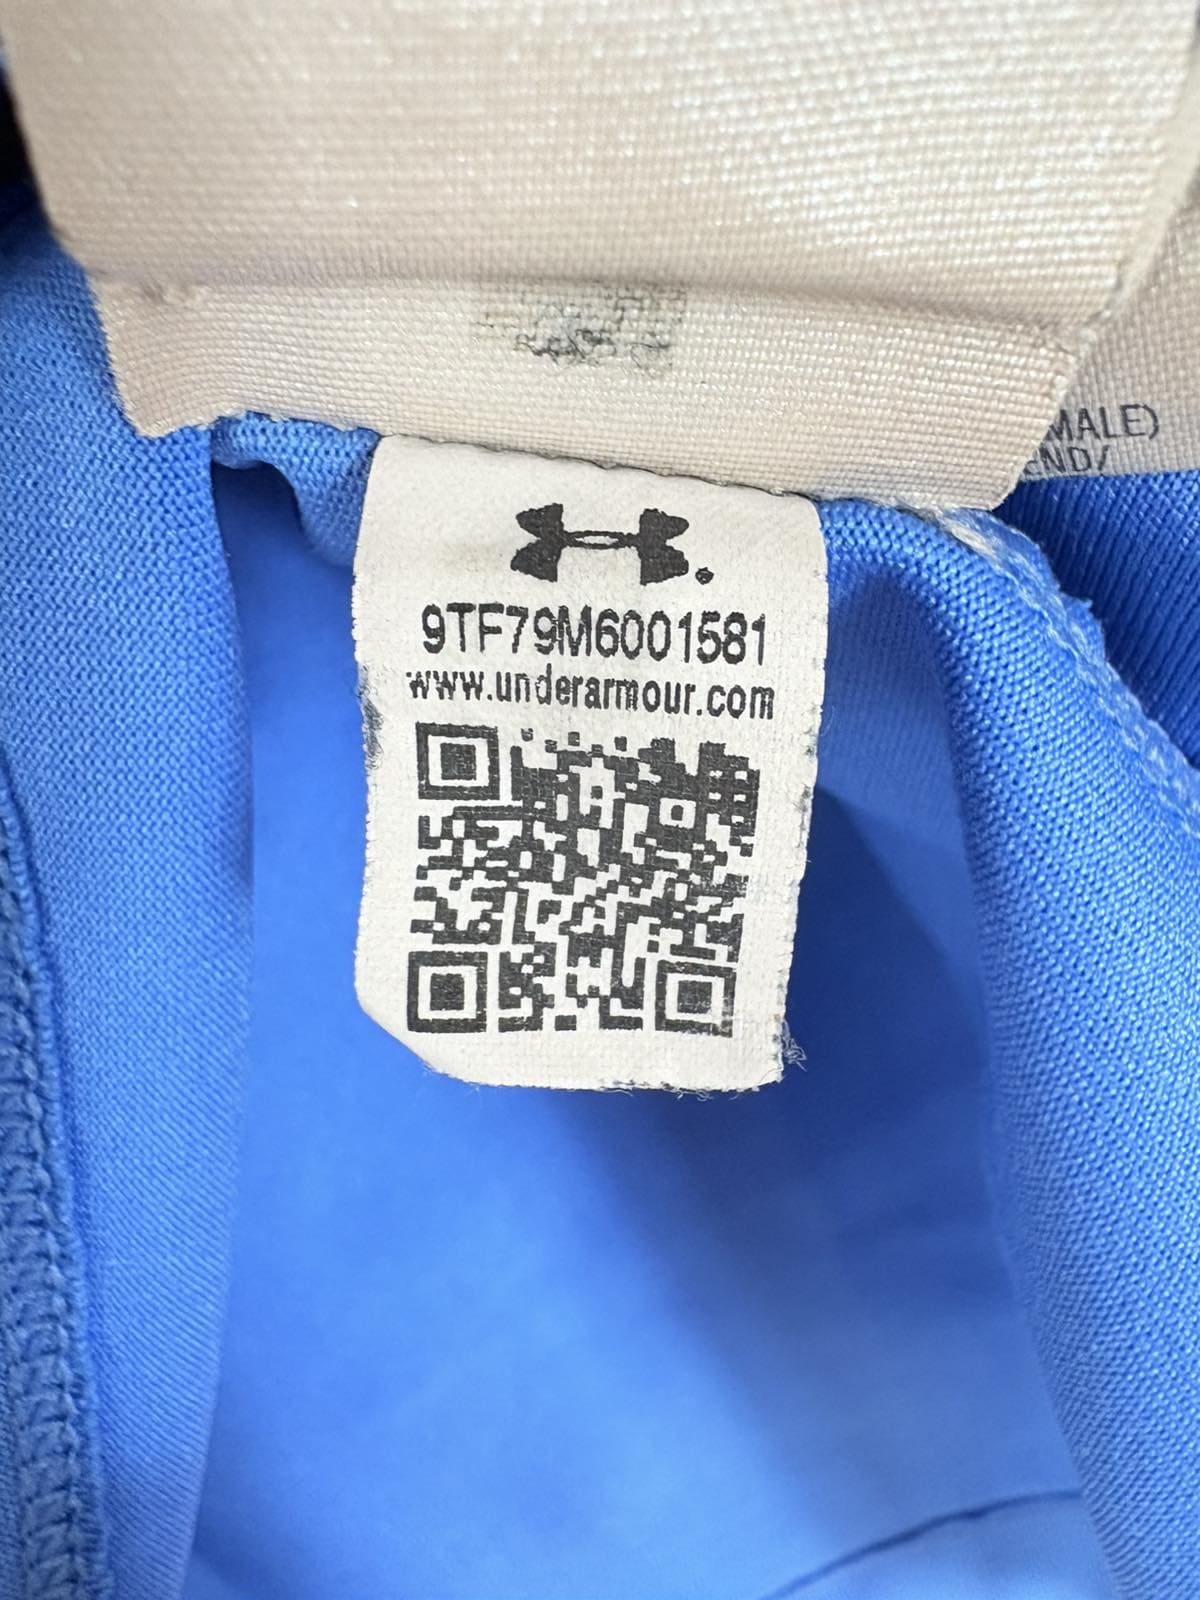 MALE)
END/
9TF79M6001581
www.underarmour.com